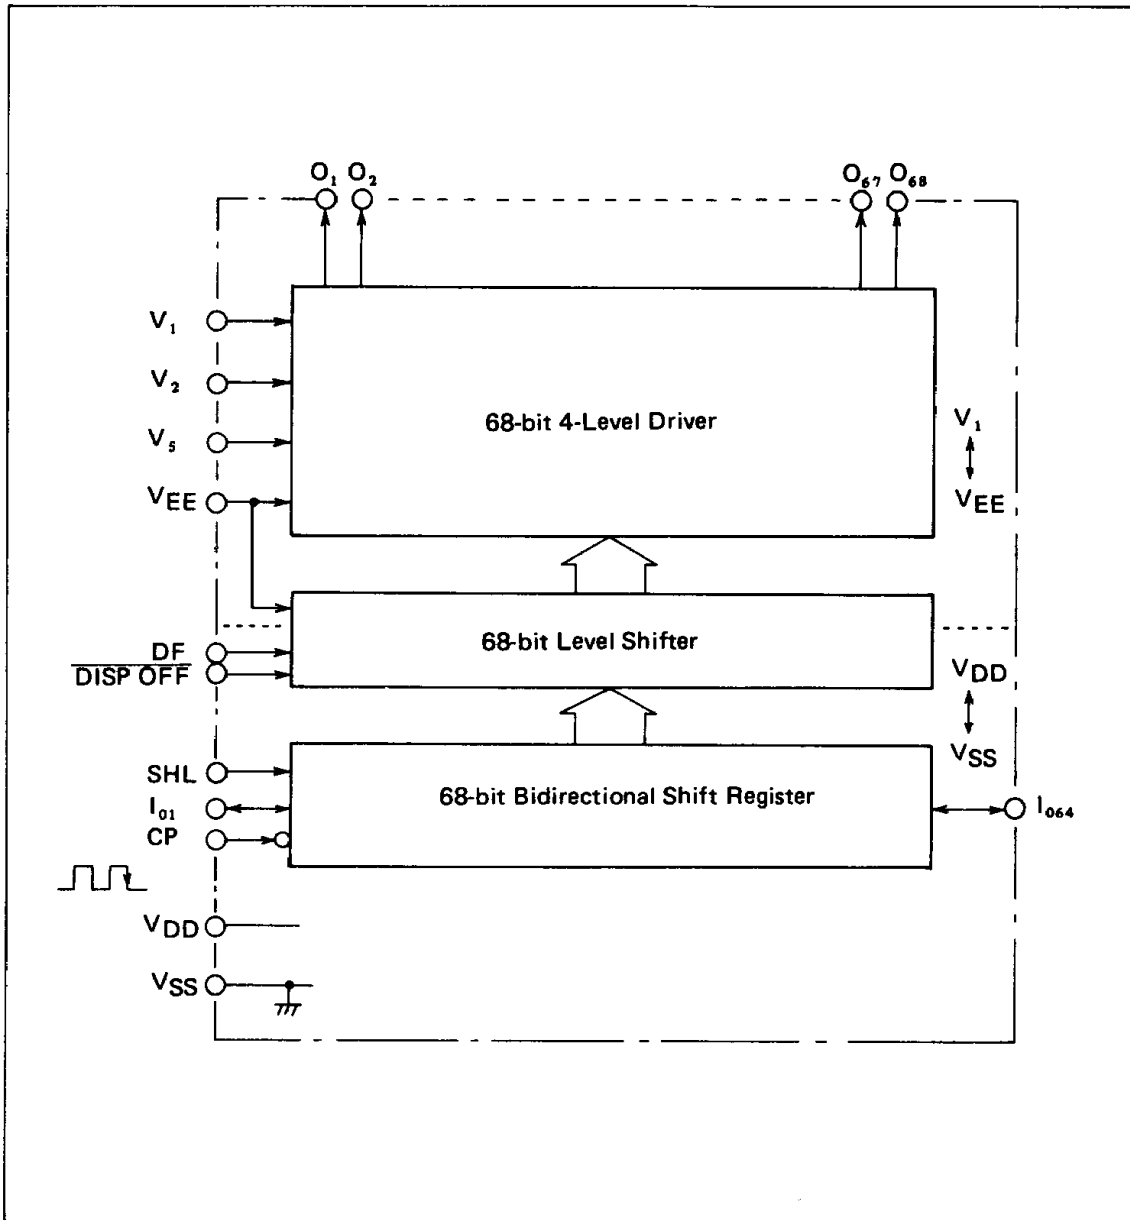 O₁ O₂ O₆₇ O₆₈
V₁
V₂
V₅
VEE
68-bit 4-Level Driver
V₁
VEE
68-bit Level Shifter
DF
DISP OFF
VDD
VSS
SHL
I₀₁
CP
68-bit Bidirectional Shift Register
I₀₆₄
VDD
VSS